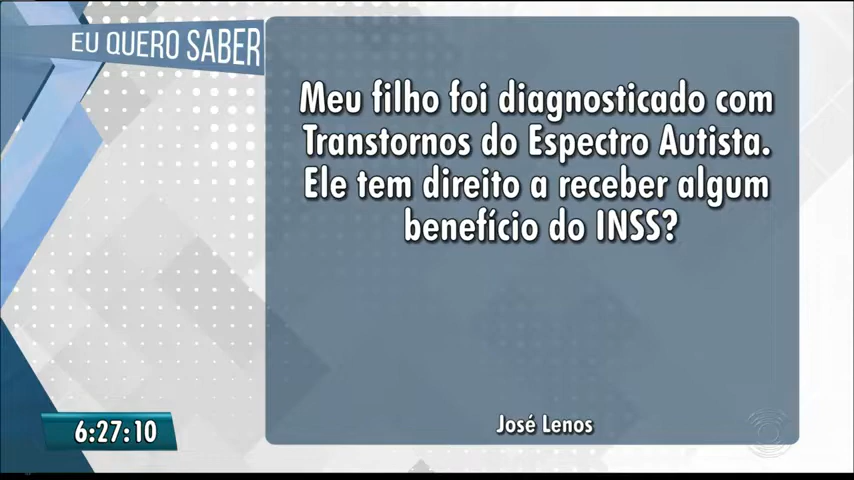 EU QUERO SABER
Meu filho foi diagnosticado com
Transtornos do Espectro Autista.
Ele tem direito a receber algum
benefício do INSS?
José Lenos
6:27:10